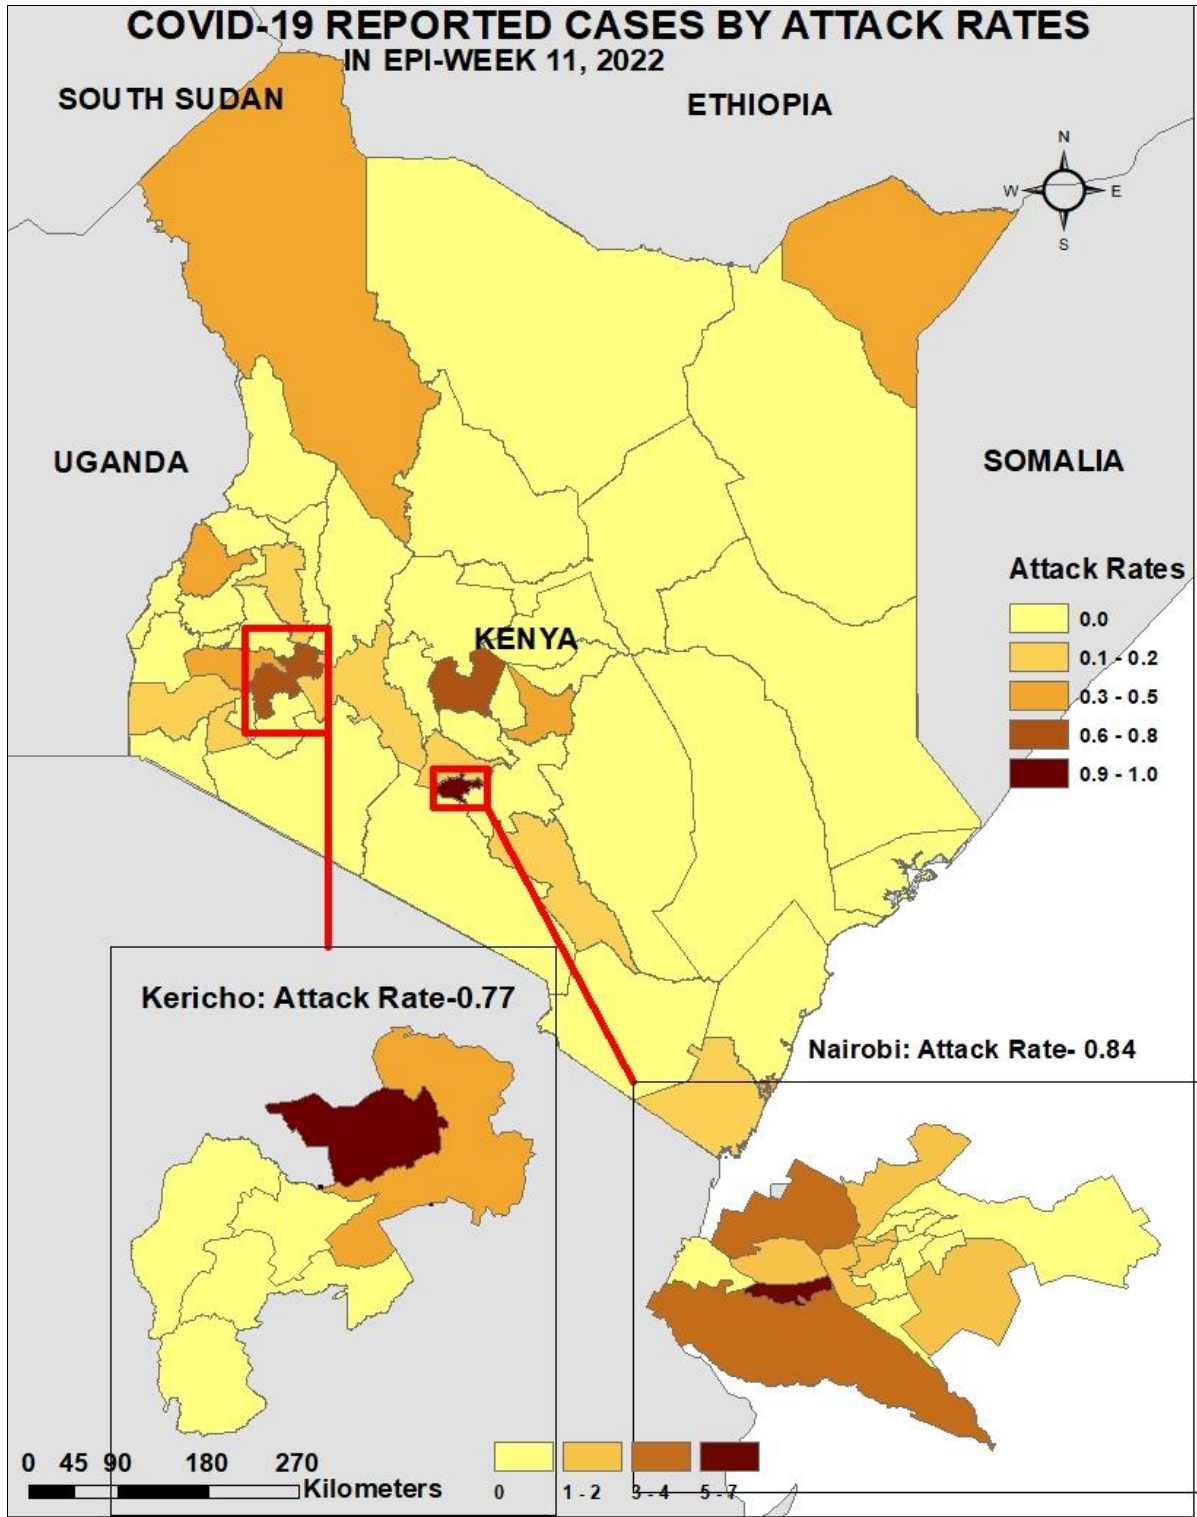 COVID-19 REPORTED CASES BY ATTACK RATES
IN EPI-WEEK 11, 2022
SOUTH SUDAN
ETHIOPIA
N
W E
S
UGANDA
SOMALIA
KENYA
Attack Rates
0.0
0.1 - 0.2
0.3 - 0.5
0.6 - 0.8
0.9 - 1.0
Kericho: Attack Rate-0.77
Nairobi: Attack Rate- 0.84
0 45 90 180 270
Kilometers
0 1 - 2 3 - 4 5 - 7